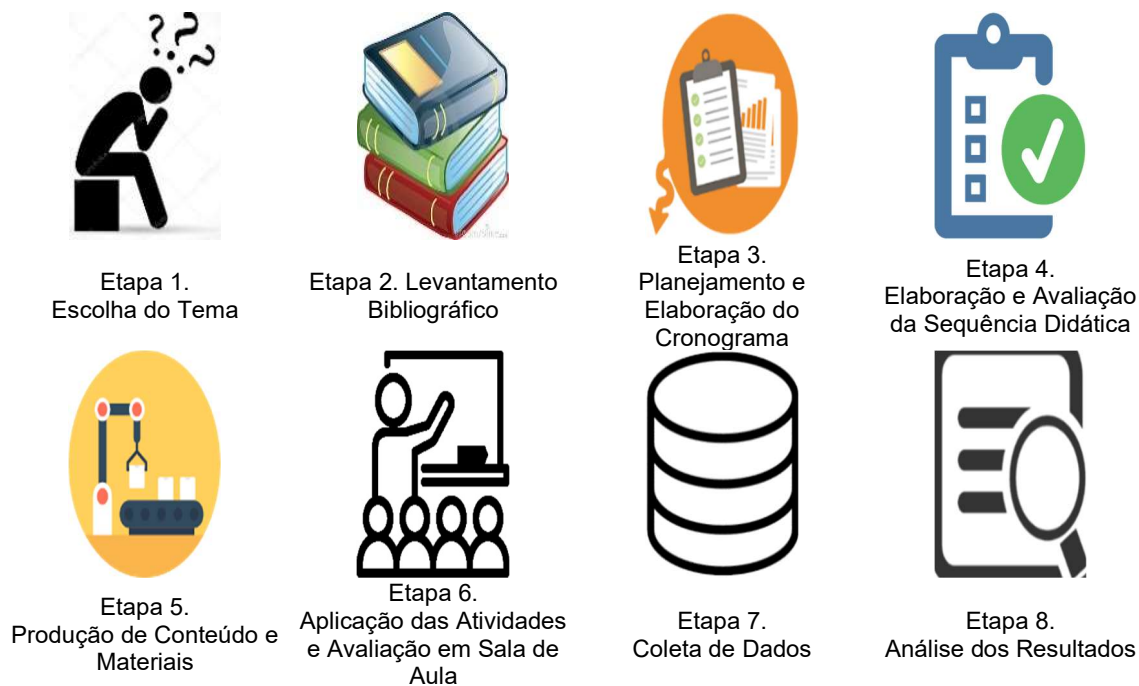 Etapa 1.
Escolha do Tema
Etapa 2. Levantamento
Bibliográfico
Etapa 3.
Planejamento e
Elaboração do
Cronograma
Etapa 4.
Elaboração e Avaliação
da Sequência Didática
Etapa 5.
Produção de Conteúdo e
Materiais
Etapa 6.
Aplicação das Atividades
e Avaliação em Sala de
Aula
Etapa 7.
Coleta de Dados
Etapa 8.
Análise dos Resultados